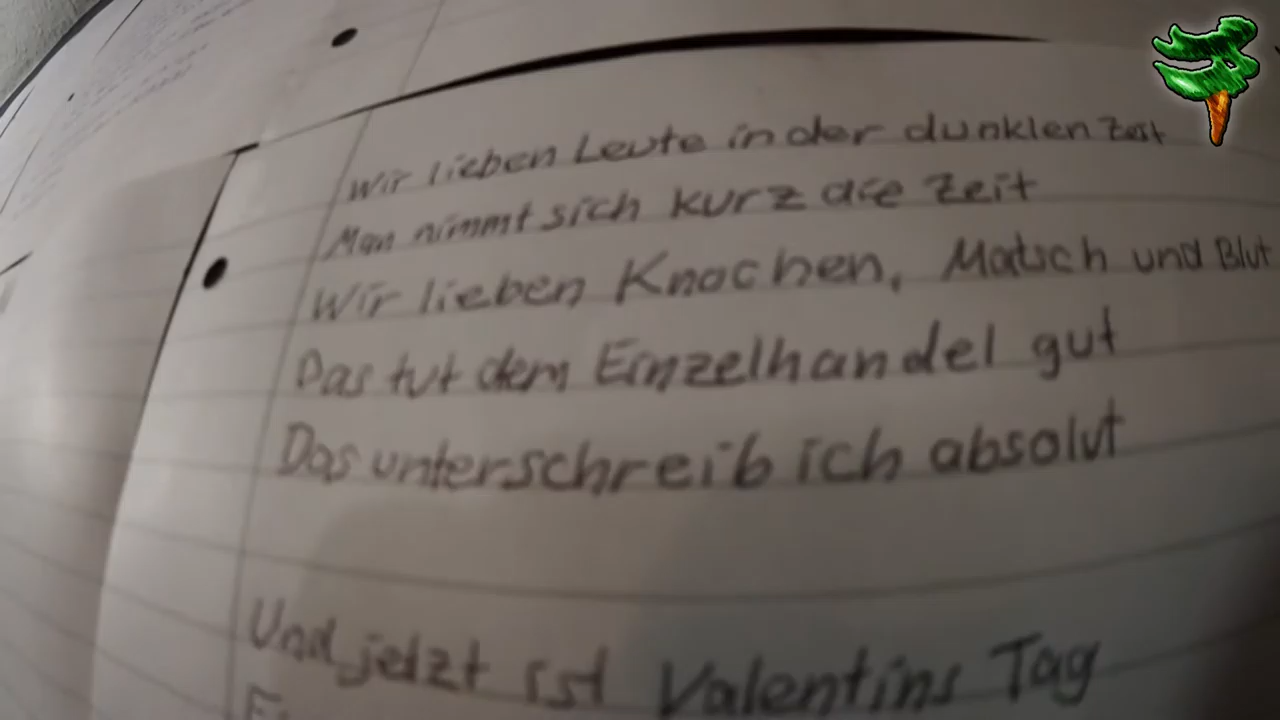 Wir lieben Leute in der dunklen Zeit
Man nimmt sich kurz die Zeit
Wir lieben Knochen, Matsch und Blut
Das tut dem Einzelhandel gut
Das unterschreib ich absolut
Und jetzt ist Valentins Tag